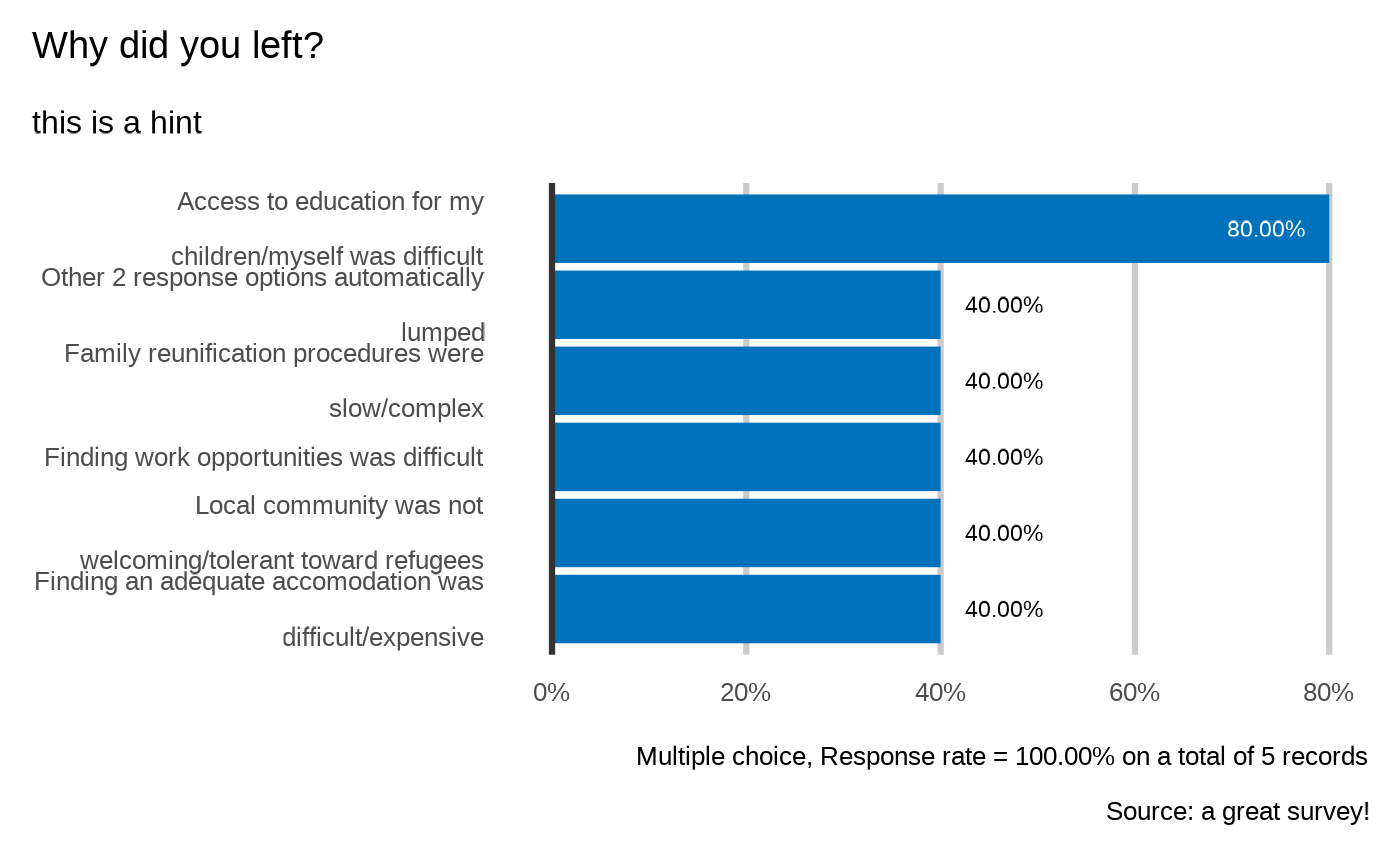 Why did you left?
this is a hint
Access to education for my
children/myself was difficult
80.00%
Other 2 response options automatically
lumped
40.00%
Family reunification procedures were
slow/complex
40.00%
Finding work opportunities was difficult
40.00%
Local community was not
welcoming/tolerant toward refugees
40.00%
Finding an adequate accomodation was
difficult/expensive
40.00%
0% 20% 40% 60% 80%
Multiple choice, Response rate = 100.00% on a total of 5 records
Source: a great survey!